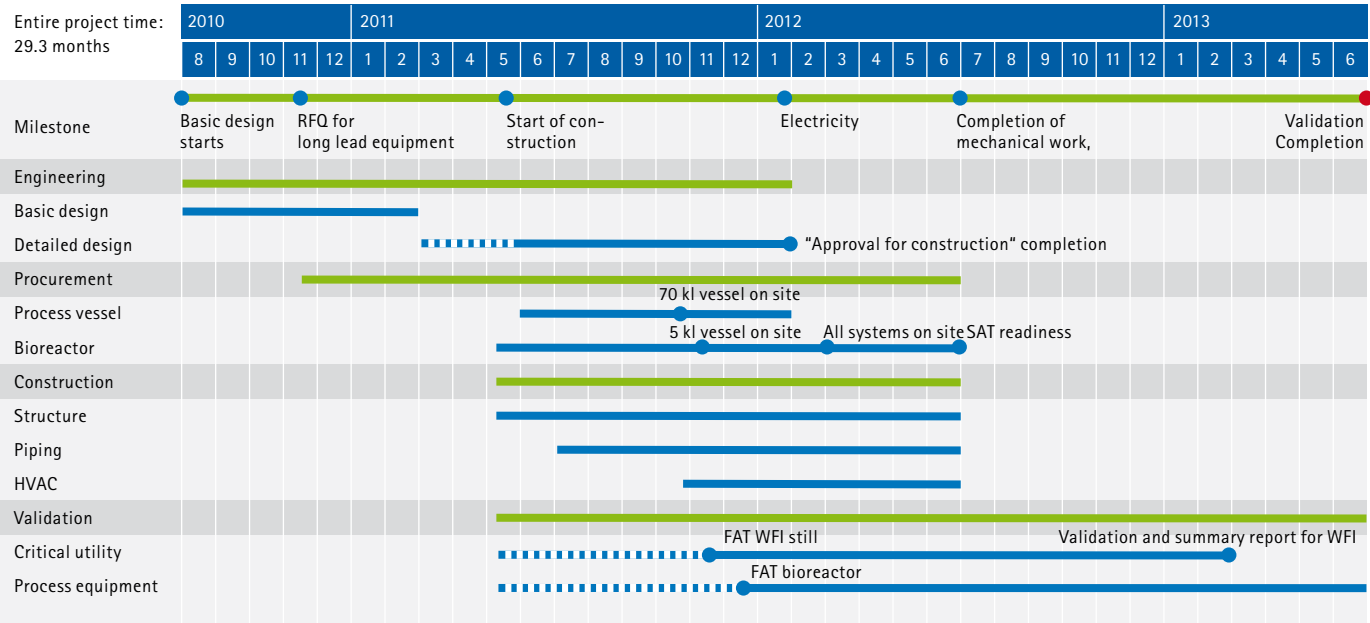 Entire project time:
29.3 months
2010 2011 2012 2013
8 9 10 11 12 1 2 3 4 5 6 7 8 9 10 11 12 1 2 3 4 5 6 7 8 9 10 11 12 1 2 3 4 5 6
Milestone
Basic design
starts
RFQ for
long lead equipment
Start of con-
struction
Electricity
Completion of
mechanical work,
Validation
Completion
Engineering
Basic design
Detailed design
"Approval for construction“ completion
Procurement
70 kl vessel on site
Process vessel
5 kl vessel on site All systems on site SAT readiness
Bioreactor
Construction
Structure
Piping
HVAC
Validation
FAT WFI still Validation and summary report for WFI
Critical utility
FAT bioreactor
Process equipment